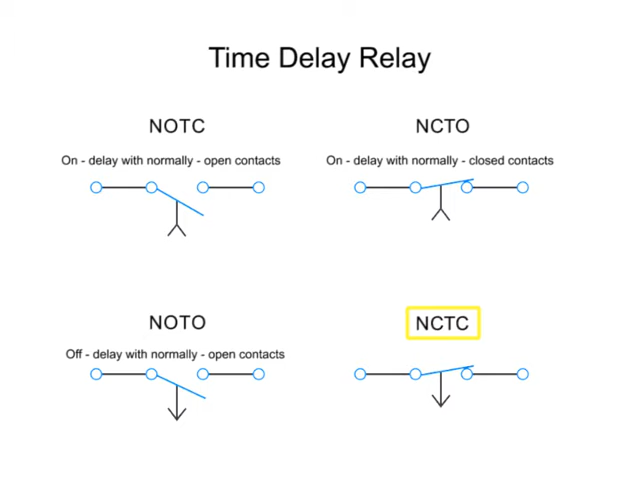 Time Delay Relay
NOTC
On - delay with normally - open contacts
NCTO
On - delay with normally - closed contacts
NOTO
Off - delay with normally - open contacts
NCTC